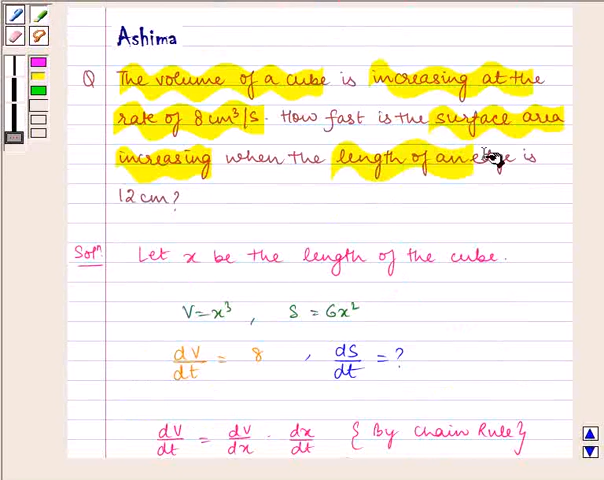 Ashima
Q The volume of a cube is increasing at the
rate of 8 cm³/s. How fast is the surface area
increasing when the length of an edge is
12 cm?
Solⁿ. Let x be the length of the cube.
V = x³ , S = 6x²
dV/dt = 8 , dS/dt = ?
dV/dt = dV/dx · dx/dt {By Chain Rule}